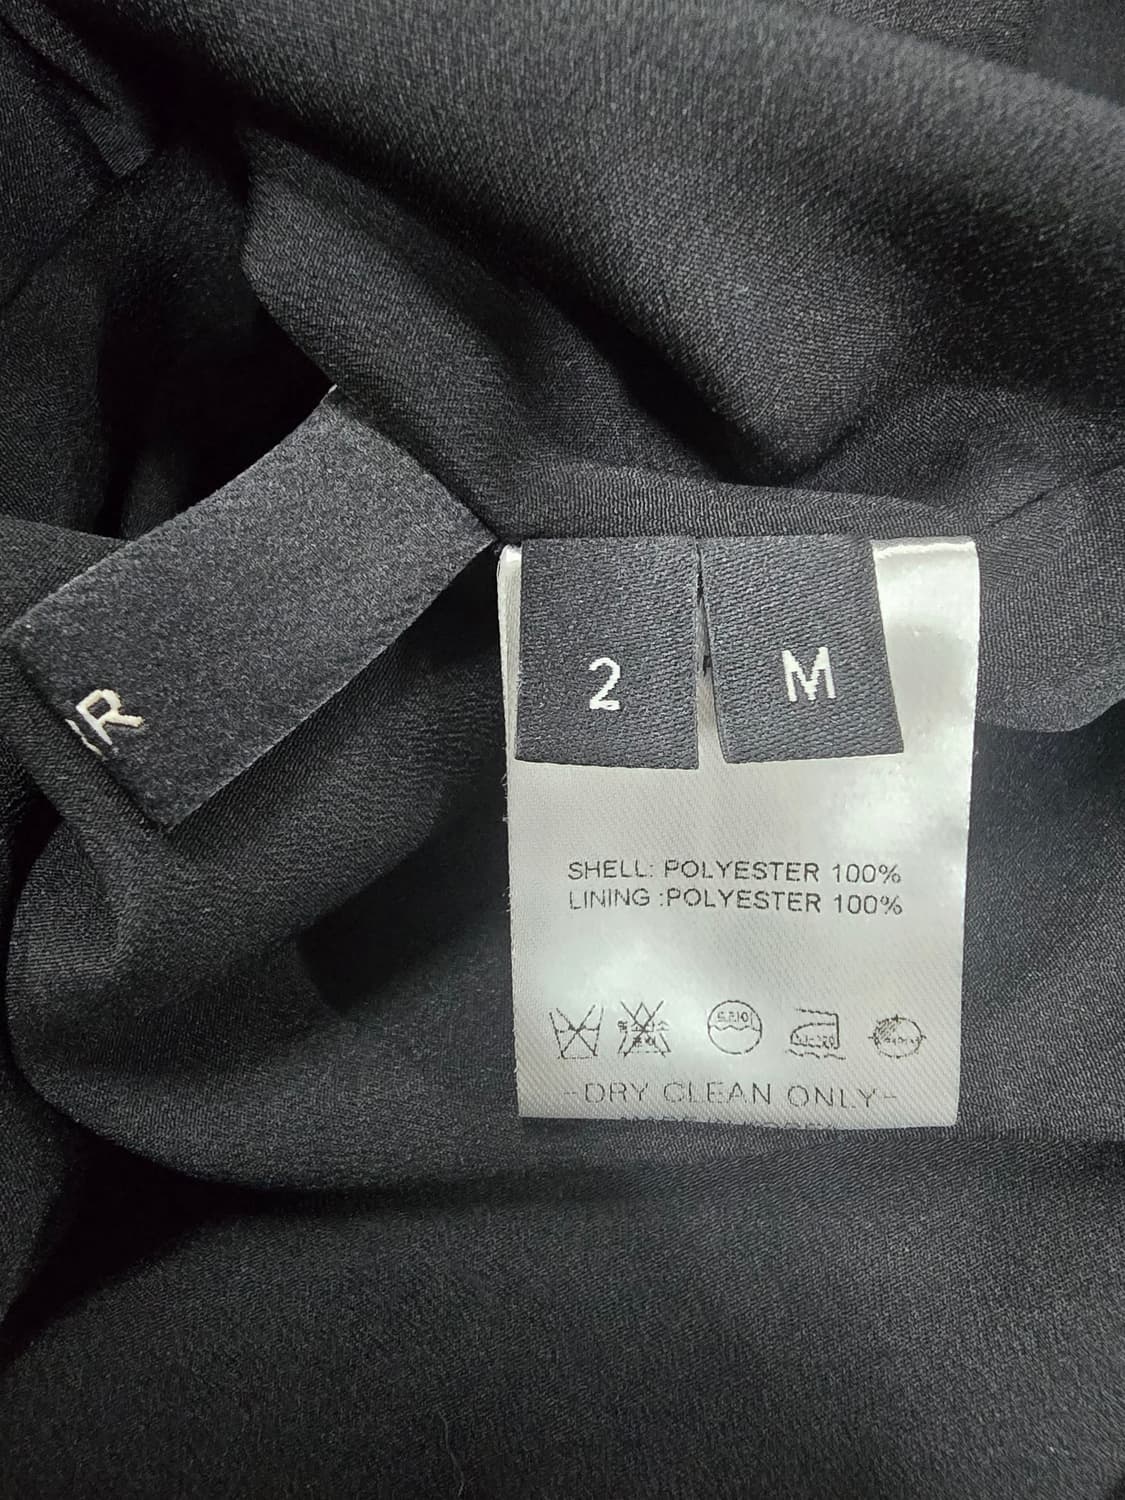 2
M
SHELL: POLYESTER 100%
LINING :POLYESTER 100%
-DRY CLEAN ONLY-